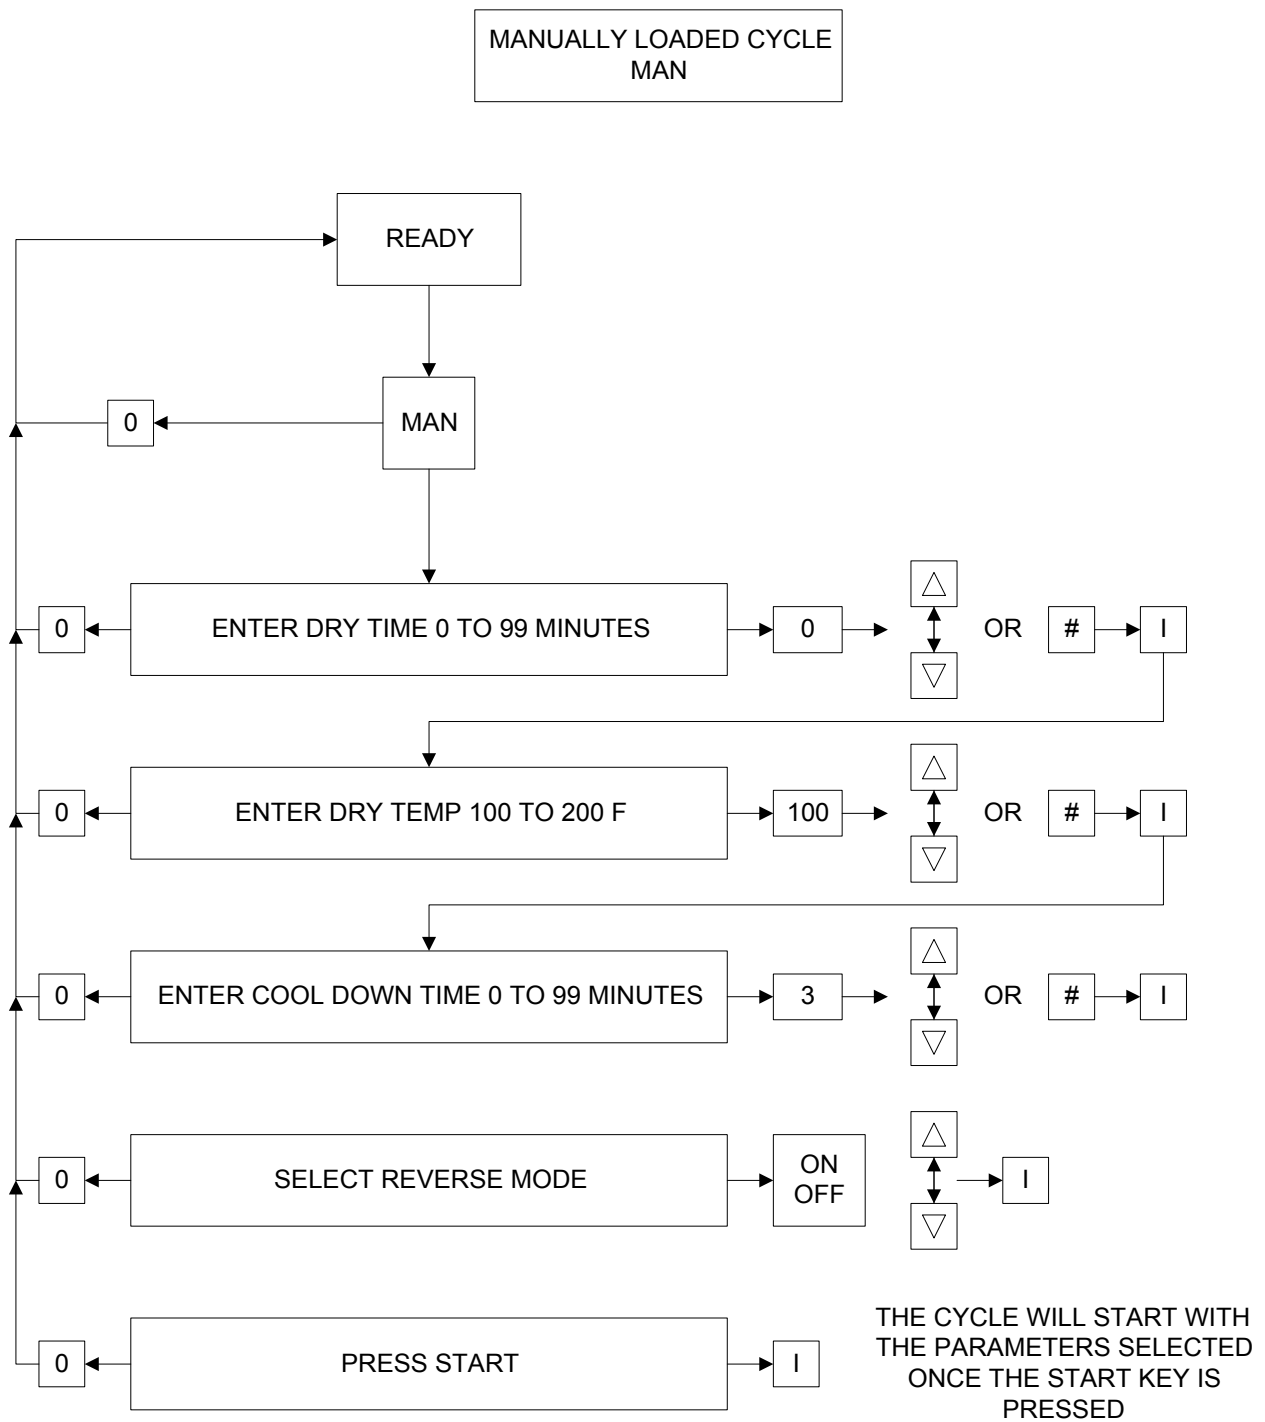 MANUALLY LOADED CYCLE
MAN
READY
0
MAN
0
ENTER DRY TIME 0 TO 99 MINUTES
0
OR
#
I
0
ENTER DRY TEMP 100 TO 200 F
100
OR
#
I
0
ENTER COOL DOWN TIME 0 TO 99 MINUTES
3
OR
#
I
0
SELECT REVERSE MODE
ON
OFF
I
0
PRESS START
I
THE CYCLE WILL START WITH
THE PARAMETERS SELECTED
ONCE THE START KEY IS
PRESSED